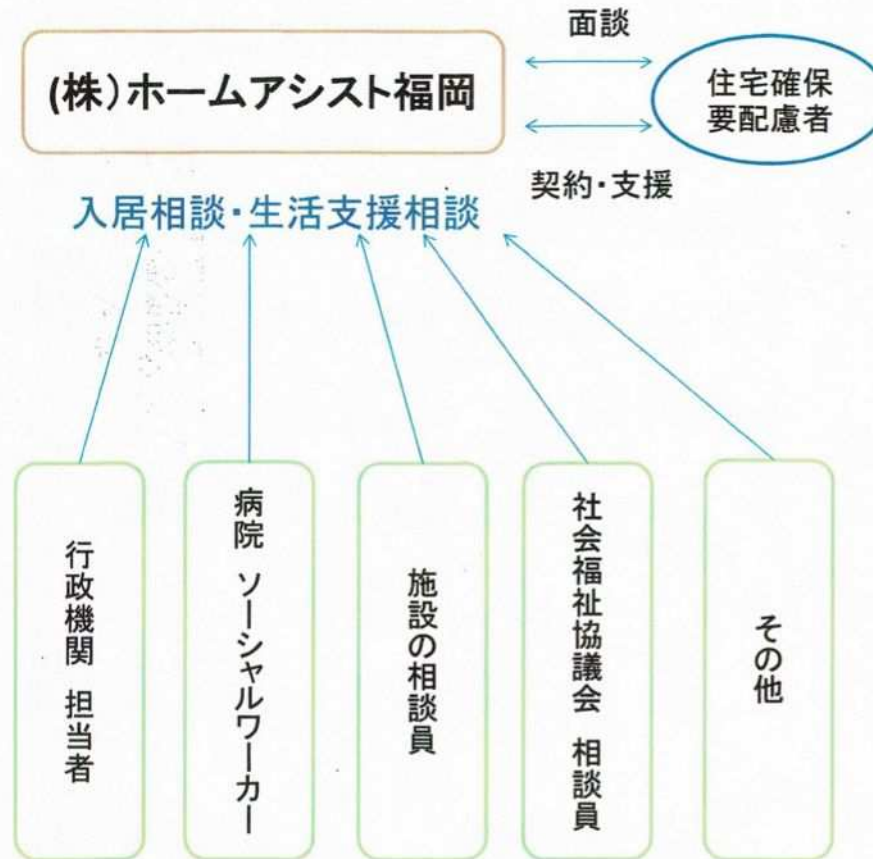 面談
(株)ホームアシスト福岡
住宅確保
要配慮者
契約・支援
入居相談・生活支援相談
行政機関 担当者
病院 ソーシャルワーカー
施設の相談員
社会福祉協議会 相談員
その他